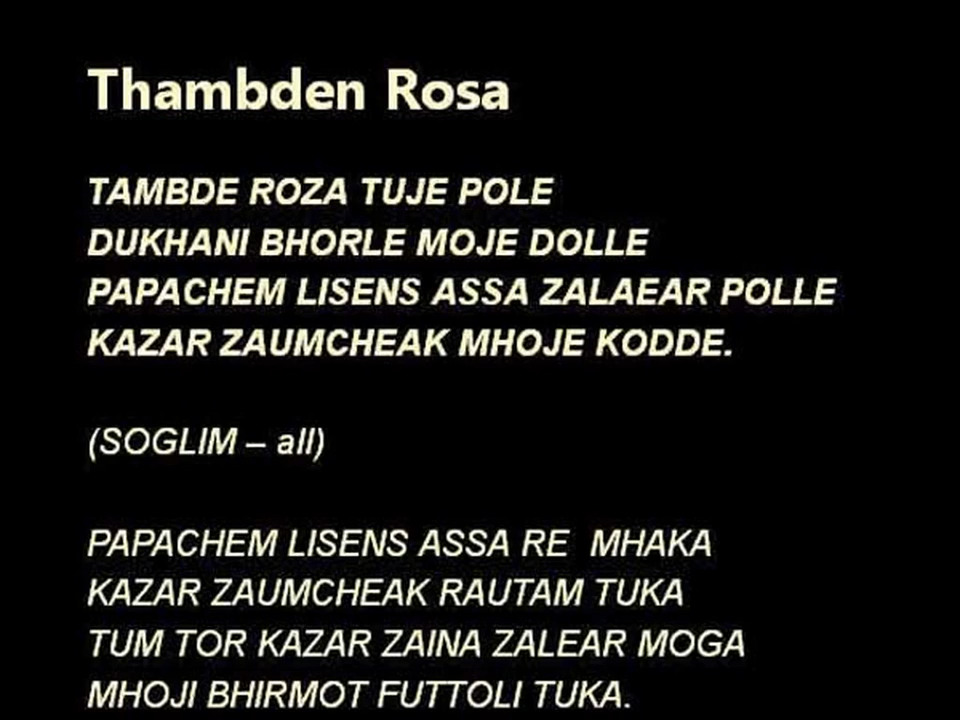 Thambden Rosa
TAMBDE ROZA TUJE POLE
DUKHANI BHORLE MOJE DOLLE
PAPACHEM LISENS ASSA ZALAEAR POLLE
KAZAR ZAUMCHEAK MHOJE KODDE.
(SOGLIM – all)
PAPACHEM LISENS ASSA RE  MHAKA
KAZAR ZAUMCHEAK RAUTAM TUKA
TUM TOR KAZAR ZAINA ZALEAR MOGA
MHOJI BHIRMOT FUTTOLI TUKA.